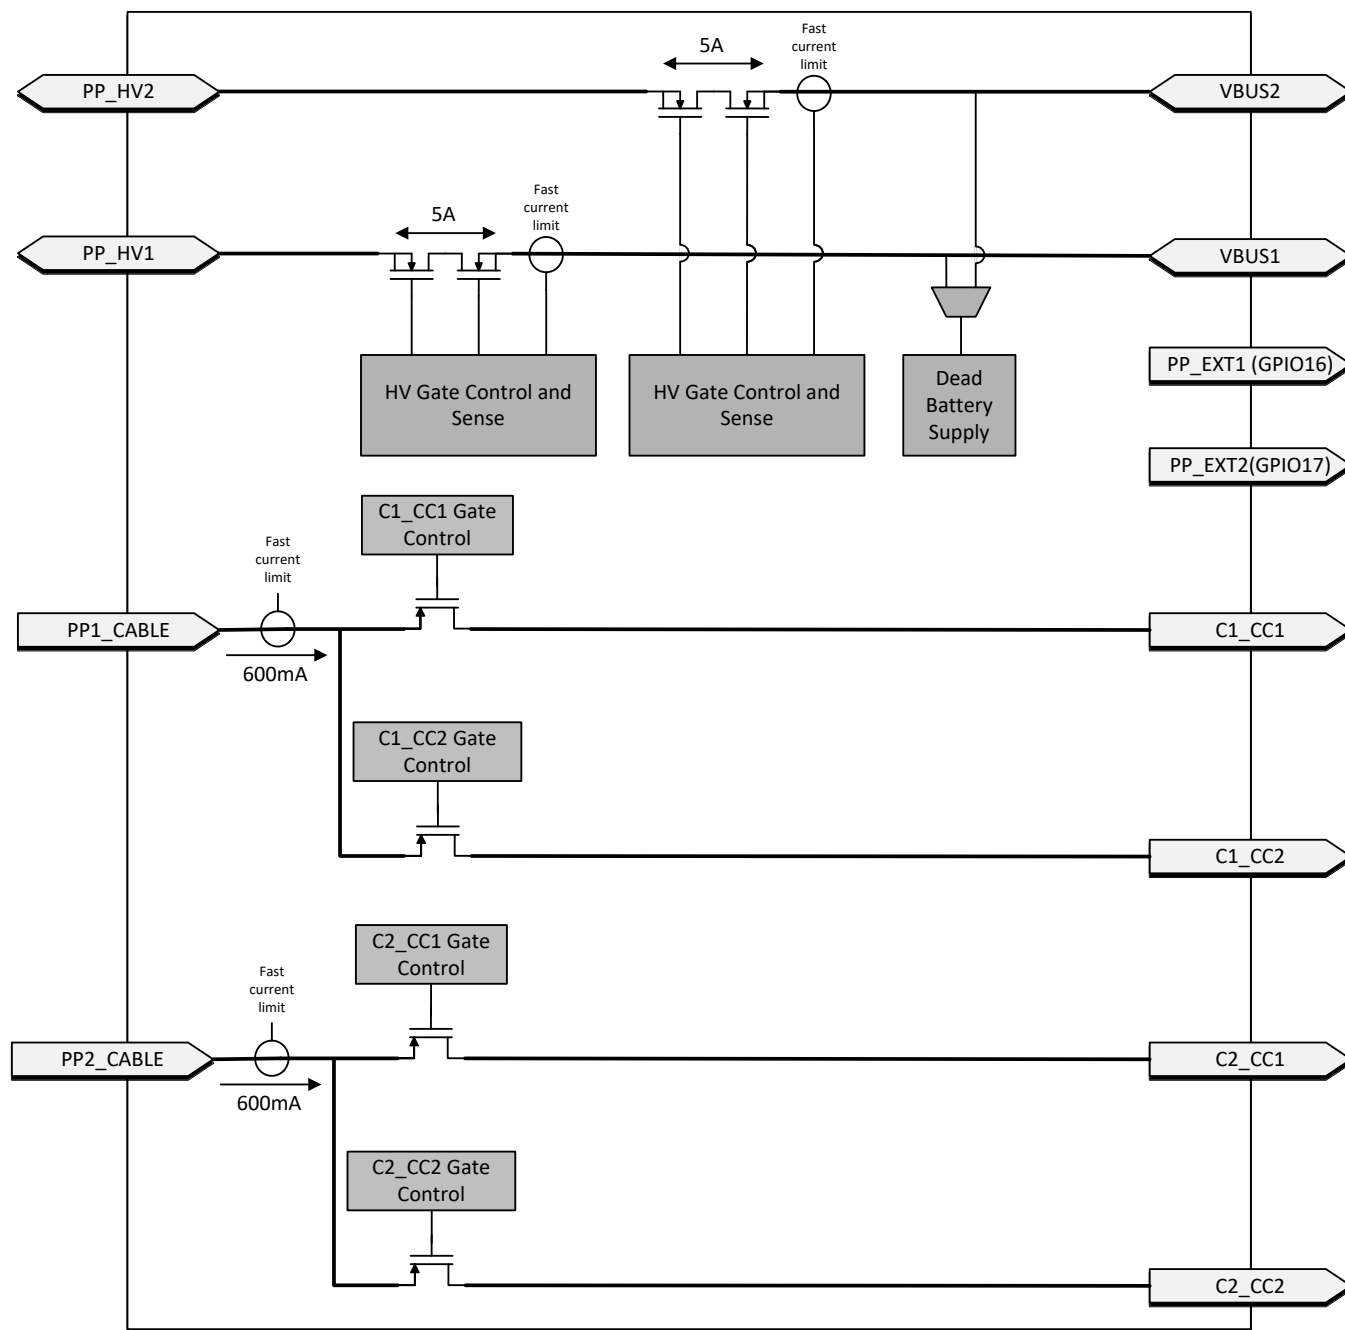 Fast
current
limit
5A
PP_HV2
VBUS2
Fast
current
limit
5A
PP_HV1
VBUS1
HV Gate Control and
Sense
HV Gate Control and
Sense
Dead
Battery
Supply
PP_EXT1 (GPIO16)
PP_EXT2(GPIO17)
C1_CC1 Gate
Control
Fast
current
limit
PP1_CABLE
600mA
C1_CC1
C1_CC2 Gate
Control
C1_CC2
C2_CC1 Gate
Control
Fast
current
limit
PP2_CABLE
600mA
C2_CC1
C2_CC2 Gate
Control
C2_CC2